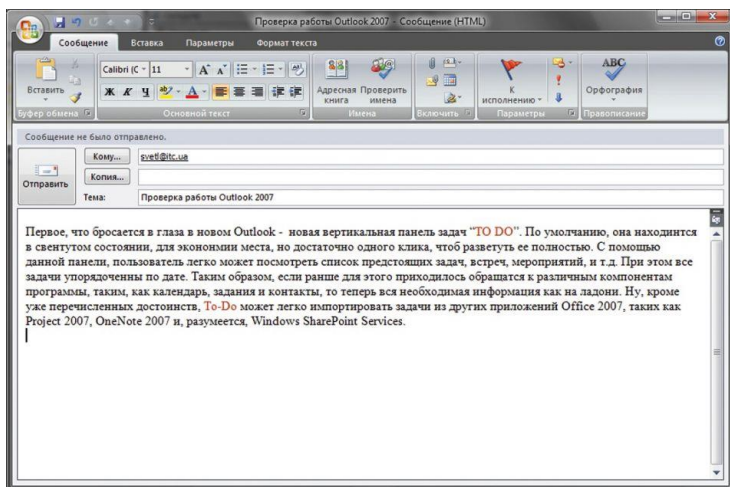 Проверка работы Outlook 2007 - Сообщение (HTML)
Сообщение Вставка Параметры Формат текста
Вставить
Буфер обмена
Calibri (С 11
Ж К Ч
Основной текст
Адресная книга
Проверить имена
Имена
Включить
К исполнению
Параметры
ABC
Орфография
Правописание
Сообщение не было отправлено.
Отправить
Кому... svetl@itc.ua
Копия...
Тема: Проверка работы Outlook 2007
Первое, что бросается в глаза в новом Outlook - новая вертикальная панель задач “TO DO”. По умолчанию, она находинтся
в свентутом состоянии, для эконоnмии места, но достаточно одного клика, чтоб разветуть ее полностью. С помощью
данной панели, пользователь легко может посмотреть список предстоящих задач, встреч, мероприятий, и т.д. При этом все
задачи упорядоченны по дате. Таким образом, если раньше для этого приходилось обращатся к различным компонентам
программы, таким, как календарь, задания и контакты, то теперь вся необходимая информация как на ладони. Ну, кроме
уже перечисленных достоинств, To-Do может легко импортировать задачи из других приложений Office 2007, таких как
Project 2007, OneNote 2007 и, разумеется, Windows SharePoint Services.